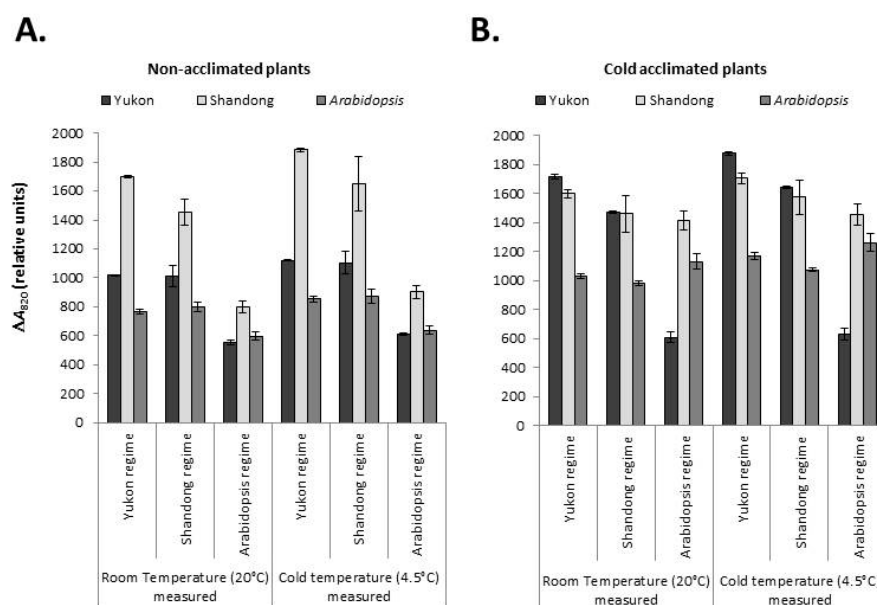 A.
Non-acclimated plants
Yukon Shandong Arabidopsis
2000
1800
1600
1400
1200
1000
800
600
400
200
0
ΔA820 (relative units)
Yukon regime
Shandong regime
Arabidopsis regime
Yukon regime
Shandong regime
Arabidopsis regime
Room Temperature (20°C)
measured
Cold temperature (4.5°C)
measured
B.
Cold acclimated plants
Yukon Shandong Arabidopsis
2000
1800
1600
1400
1200
1000
800
600
400
200
0
Yukon regime
Shandong regime
Arabidopsis regime
Yukon regime
Shandong regime
Arabidopsis regime
Room Temperature (20°C)
measured
Cold temperature (4.5°C)
measured